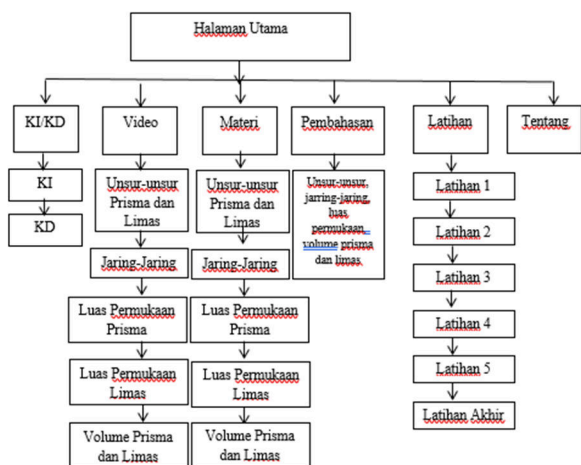 Halaman Utama
KI/KD
Video
Materi
Pembahasan
Latihan
Tentang
KI
KD
Unsur-unsur
Prisma dan
Limas
Jaring-Jaring
Luas Permukaan
Prisma
Luas Permukaan
Limas
Volume Prisma
dan Limas
Unsur-unsur
Prisma dan
Limas
Jaring-Jaring
Luas Permukaan
Prisma
Luas Permukaan
Limas
Volume Prisma
dan Limas
Unsur-unsur,
jarring-jaring,
luas
permukaan,
volume prisma
dan limas
Latihan 1
Latihan 2
Latihan 3
Latihan 4
Latihan 5
Latihan Akhir